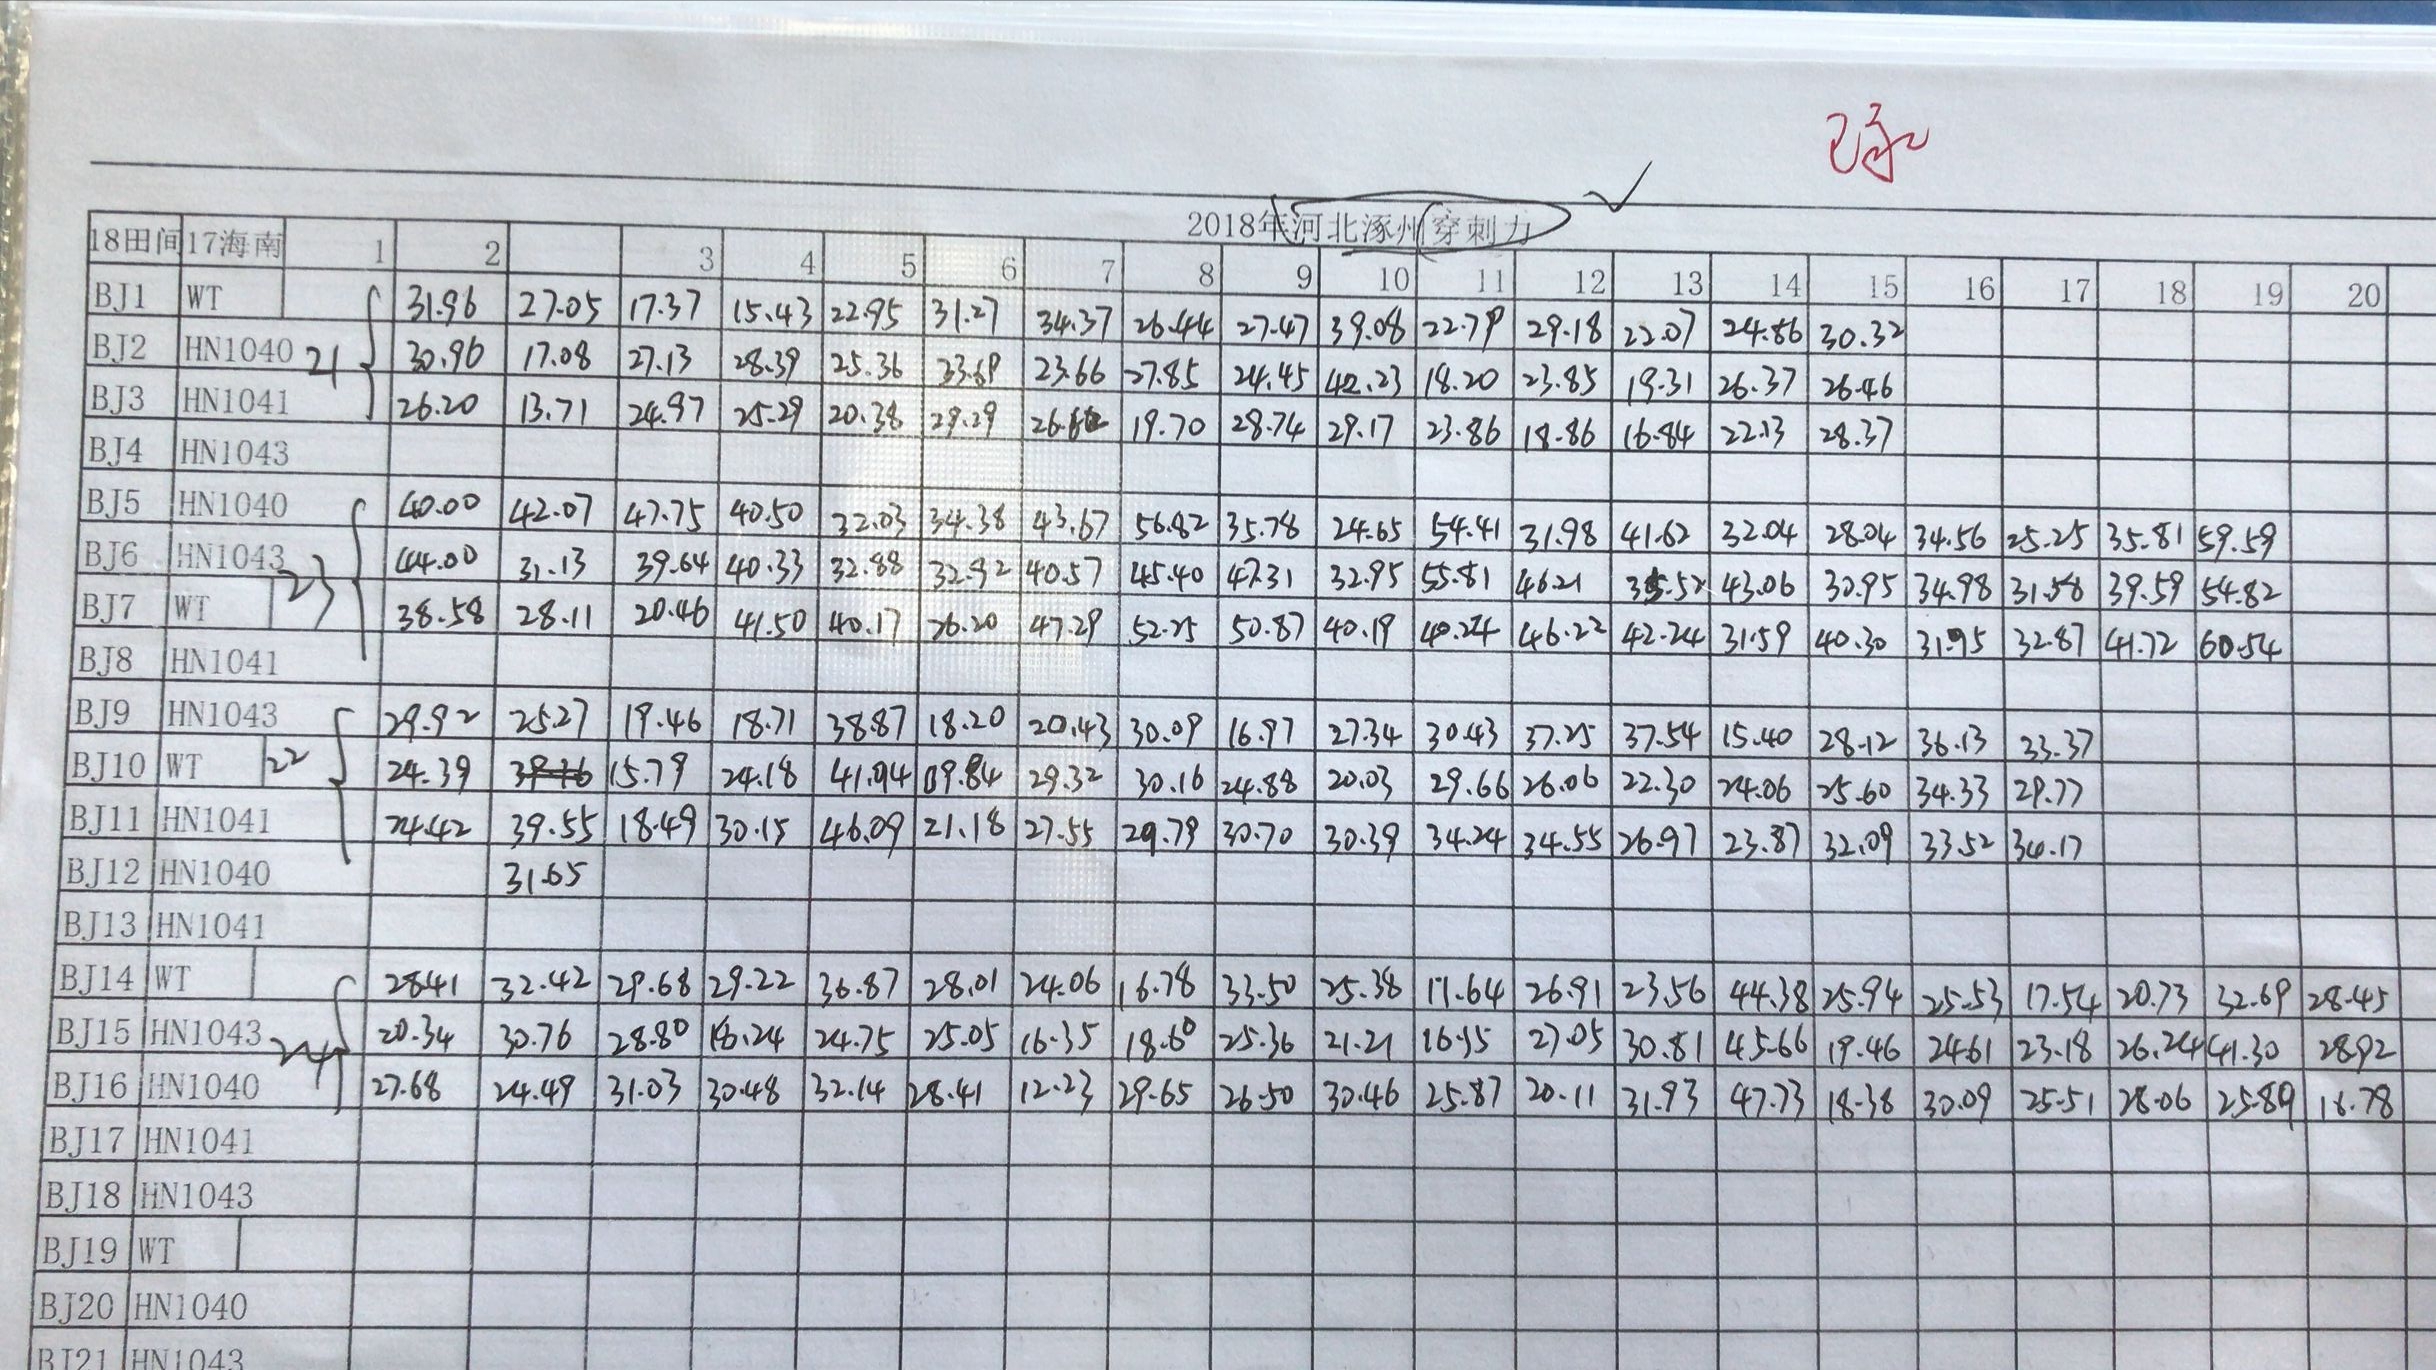 已录
2018年河北涿州穿刺力 ✓
18田间 17海南 1 2 3 4 5 6 7 8 9 10 11 12 13 14 15 16 17 18 19 20
BJ1 WT 31.96 27.05 17.37 15.43 22.95 31.27 34.37 26.44 27.47 39.08 22.79 29.18 22.07 24.86 30.32
BJ2 HN1040 21 30.96 17.08 27.13 28.39 25.36 33.69 23.66 27.85 24.45 42.23 18.20 23.85 19.31 26.37 26.46
BJ3 HN1041 26.20 13.71 24.97 25.29 20.38 29.29 19.70 28.74 29.17 23.86 18.86 16.84 22.13 28.37
BJ4 HN1043
BJ5 HN1040 40.00 42.07 47.75 40.50 32.03 34.38 43.67 56.82 35.78 24.65 54.41 31.98 41.62 32.04 28.04 34.56 25.25 35.81 59.59
BJ6 HN1043 23 44.00 31.13 39.64 40.33 32.88 32.92 40.57 45.40 47.31 32.95 55.81 46.21 35.52 43.06 30.95 34.98 31.58 39.59 54.82
BJ7 WT 38.58 28.11 20.46 41.50 40.17 26.20 47.29 52.25 50.87 40.19 40.24 46.22 42.24 31.59 40.30 31.95 32.87 41.72 60.54
BJ8 HN1041
BJ9 HN1043 29.92 25.27 19.46 18.71 38.87 18.20 20.43 30.09 16.97 27.34 30.43 37.25 37.54 15.40 28.12 36.13 33.37
BJ10 WT 22 24.39 15.79 24.18 41.94 19.84 29.32 30.16 24.88 20.03 29.66 26.06 22.30 24.06 25.60 34.33 29.77
BJ11 HN1041 24.42 39.55 18.49 30.15 46.09 21.18 27.55 29.79 30.70 30.39 34.24 34.55 26.97 23.87 32.09 33.52 34.17
BJ12 HN1040 31.65
BJ13 HN1041
BJ14 WT 28.41 32.42 29.68 29.22 36.87 28.01 24.06 16.78 33.50 25.38 17.64 26.91 23.56 44.38 25.94 25.53 17.54 20.73 32.69 28.45
BJ15 HN1043 24 20.34 30.76 28.80 18.24 24.75 25.05 16.35 18.60 25.36 21.21 16.15 27.05 30.81 45.66 19.46 24.61 23.18 26.24 41.30 28.92
BJ16 HN1040 27.68 24.49 31.03 30.48 32.14 28.41 12.23 29.65 26.50 30.46 25.87 20.11 31.93 47.73 18.38 30.09 25.51 28.06 25.89 18.78
BJ17 HN1041
BJ18 HN1043
BJ19 WT
BJ20 HN1040
BJ21 HN1043